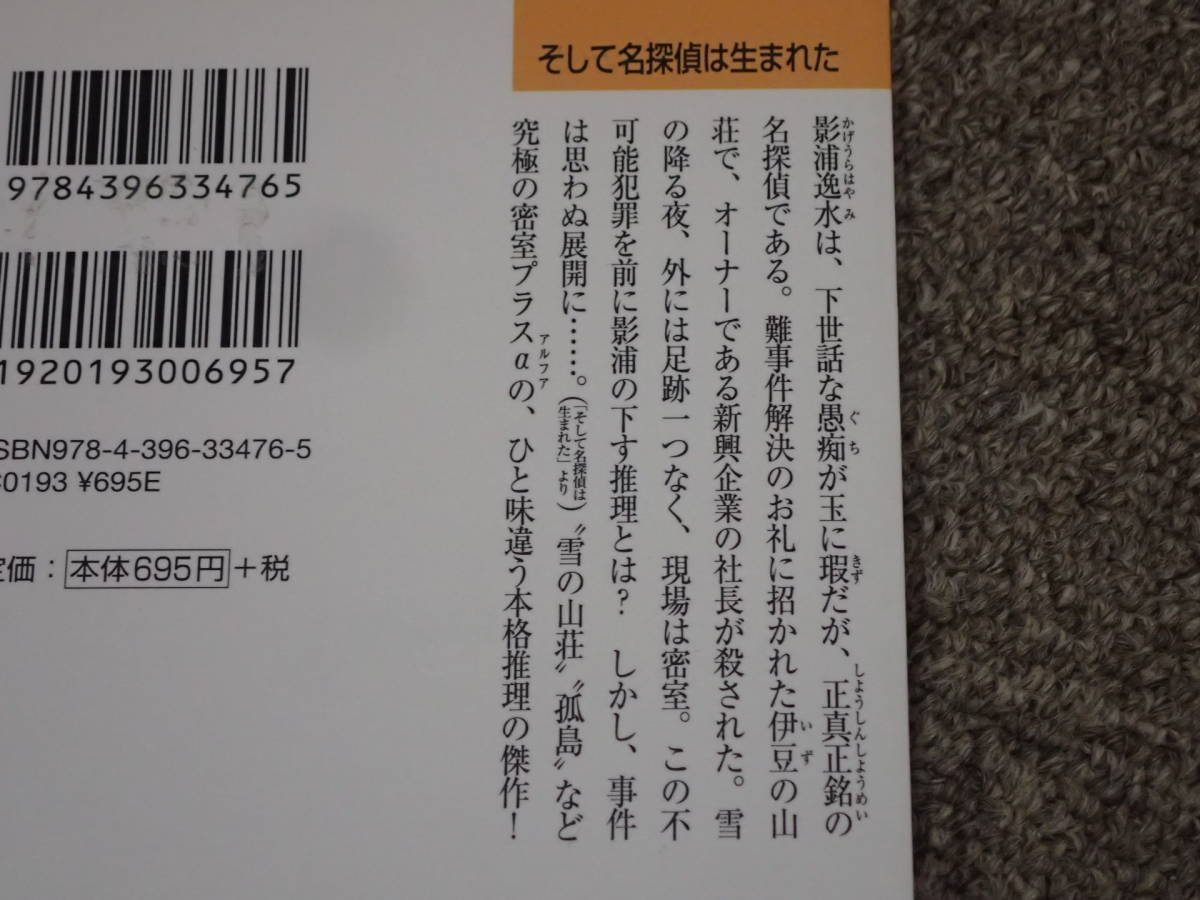 そして名探偵は生まれた
影浦逸水は、下世話な愚痴が玉に瑕だが、正真正銘の
名探偵である。難事件解決のお礼に招かれた伊豆の山
荘で、オーナーである新興企業の社長が殺された。雪
の降る夜、外には足跡一つなく、現場は密室。この不
可能犯罪を前に影浦の下す推理とは? しかし、事件
は思わぬ展開に……。(「そして名探偵は生まれた」より)〝雪の山荘〟〝孤島〟など
究極の密室プラスαの、ひと味違う本格推理の傑作!
9784396334765
1920193006957
SBN978-4-396-33476-5
C0193 ¥695E
定価:本体695円+税